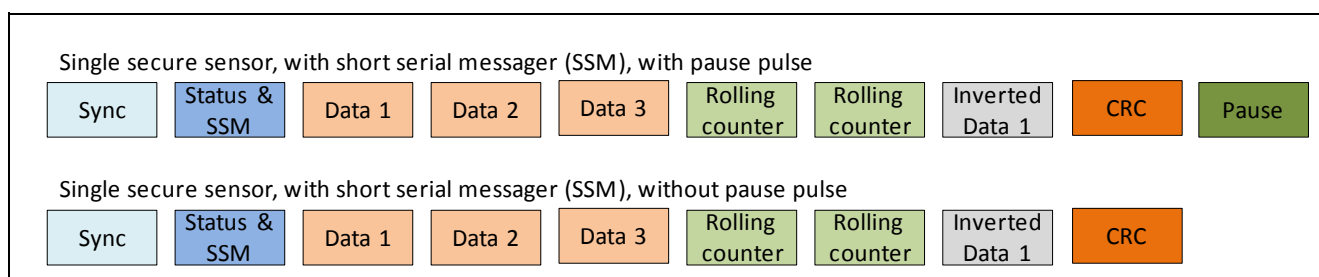 Single secure sensor, with short serial messager (SSM), with pause pulse
Sync Status & SSM Data 1 Data 2 Data 3 Rolling counter Rolling counter Inverted Data 1 CRC Pause
Single secure sensor, with short serial messager (SSM), without pause pulse
Sync Status & SSM Data 1 Data 2 Data 3 Rolling counter Rolling counter Inverted Data 1 CRC